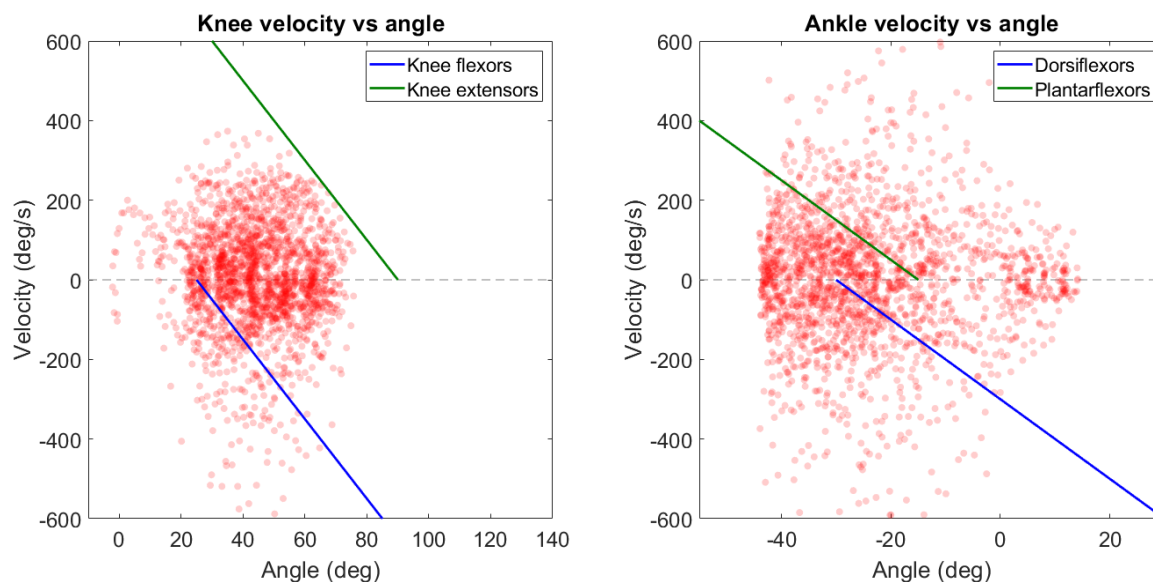 Knee velocity vs angle
600
400
200
0
-200
-400
-600
Velocity (deg/s)
Knee flexors
Knee extensors
0
20
40
60
80
100
120
140
Angle (deg)
Ankle velocity vs angle
600
400
200
0
-200
-400
-600
Velocity (deg/s)
Dorsiflexors
Plantarflexors
-40
-20
0
20
Angle (deg)